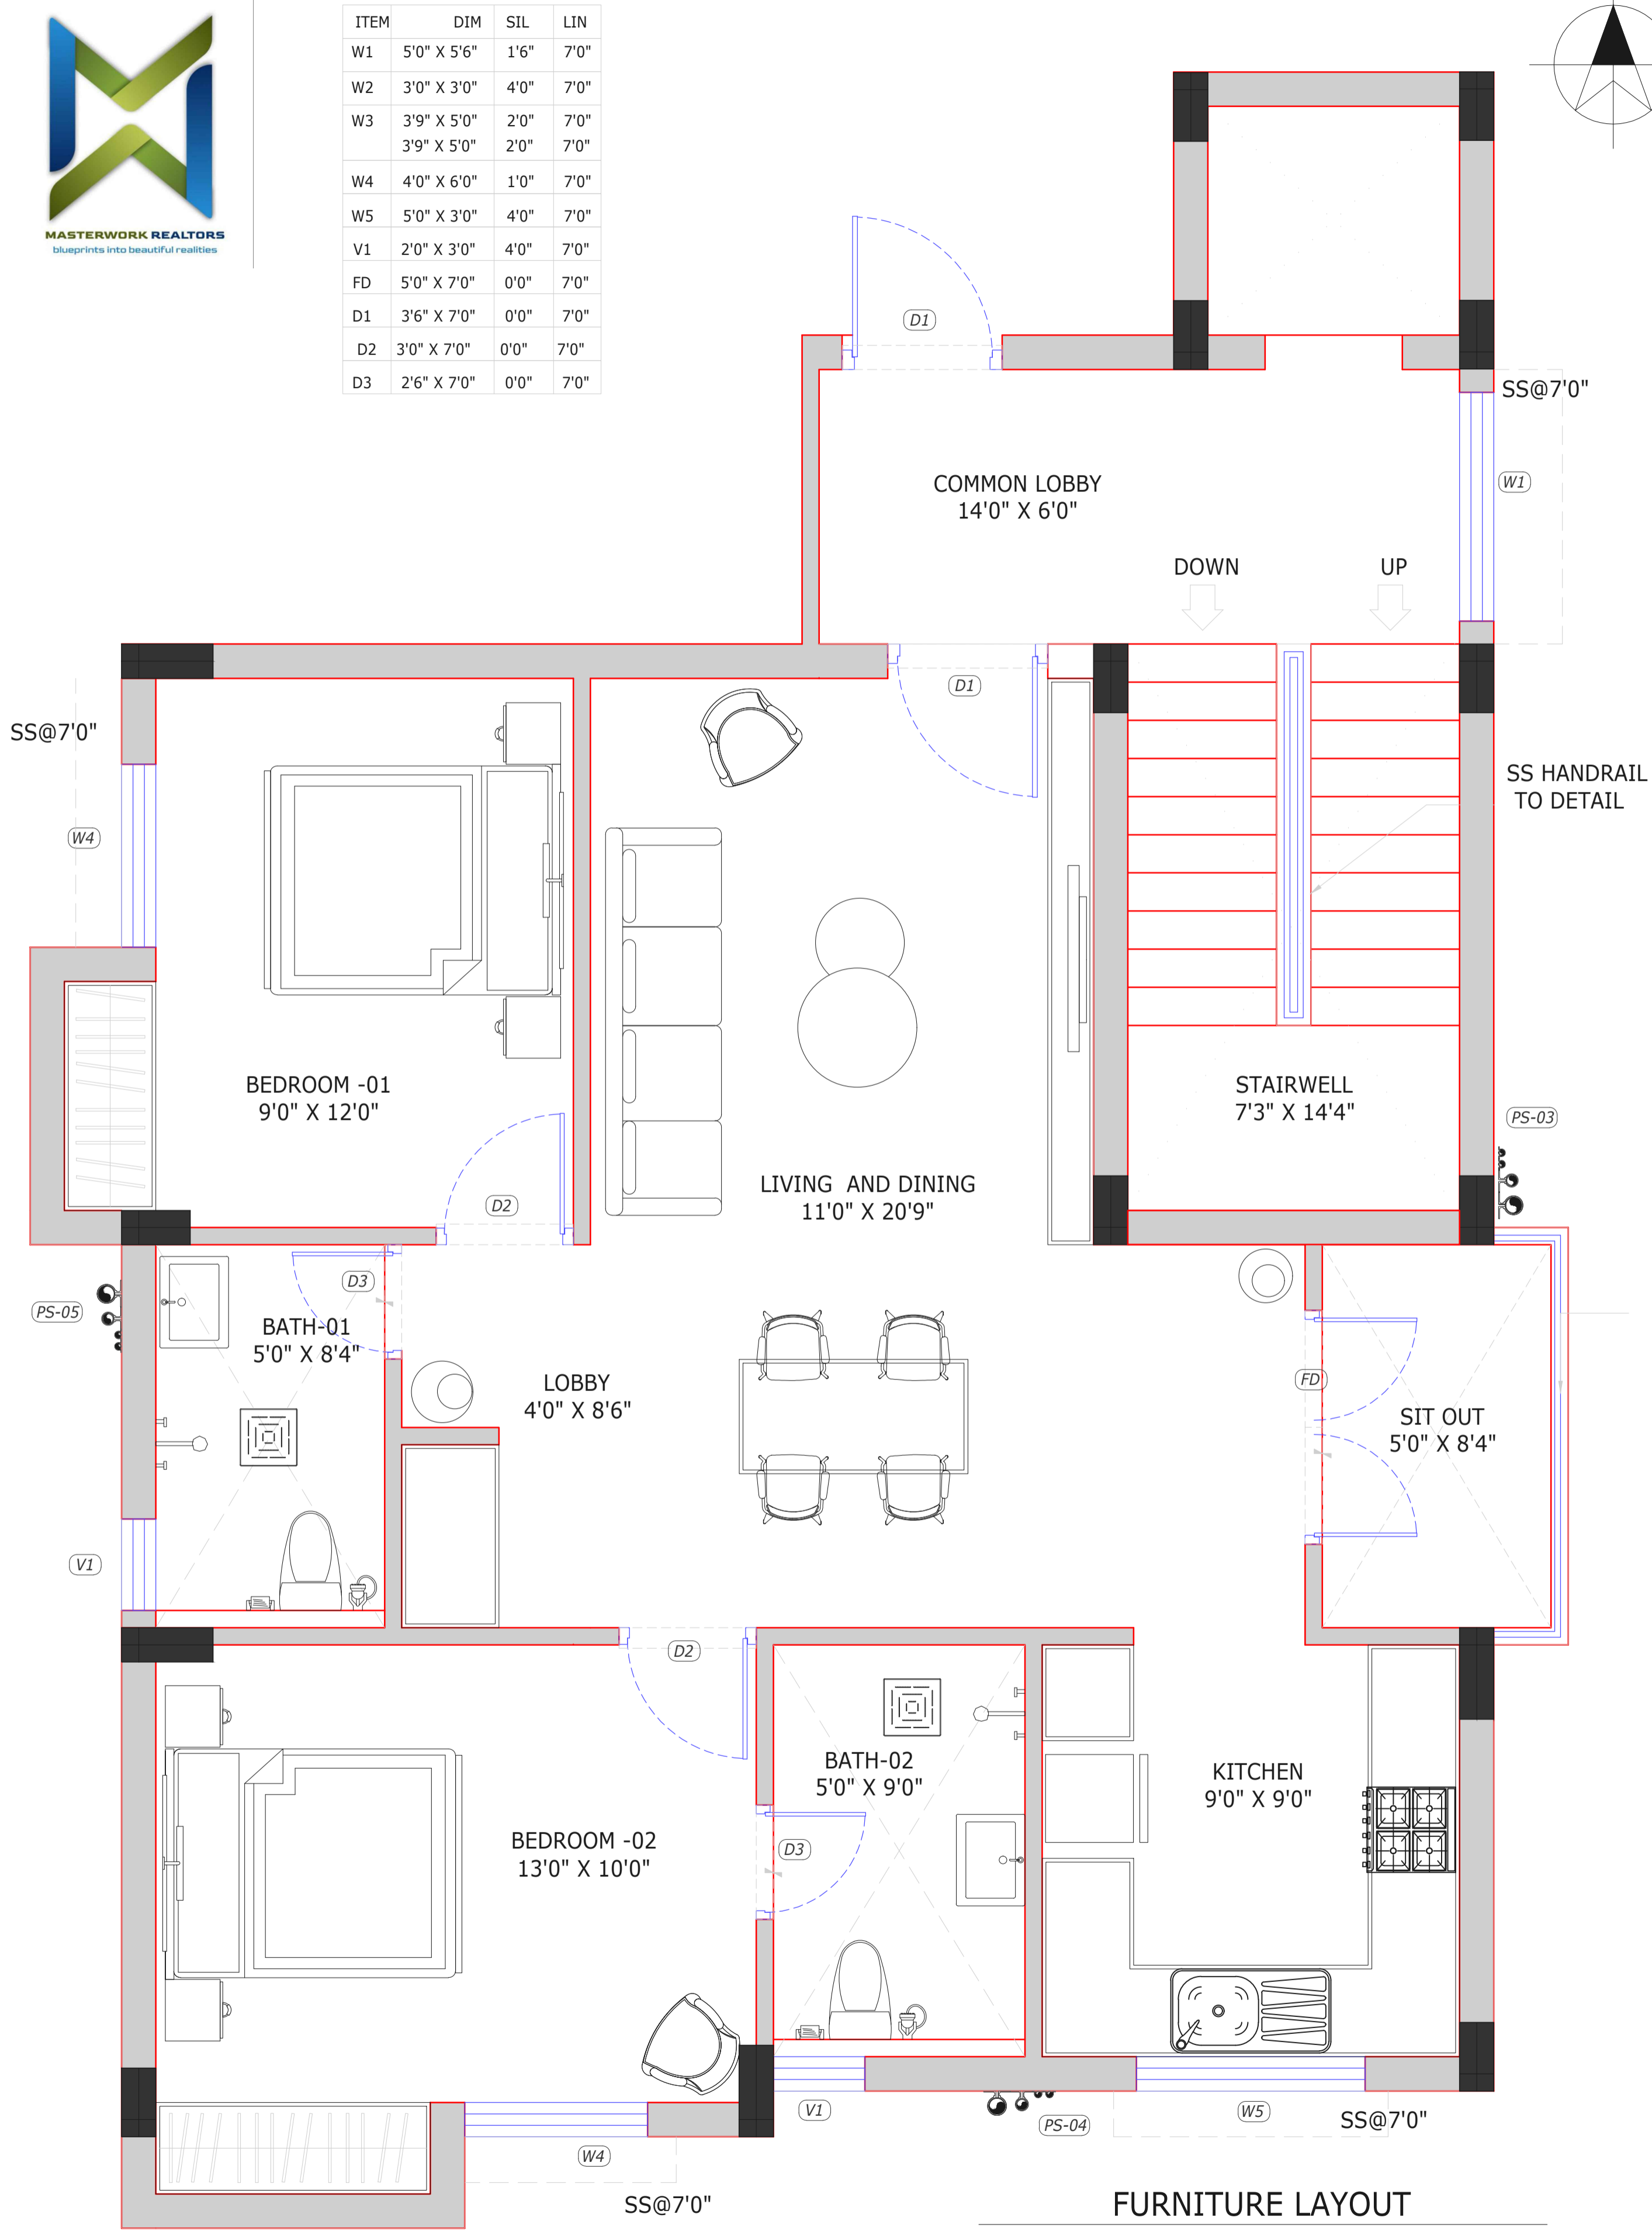 MASTERWORK REALTORS
blueprints into beautiful realities
ITEM DIM SIL LIN
W1 5'0" X 5'6" 1'6" 7'0"
W2 3'0" X 3'0" 4'0" 7'0"
W3 3'9" X 5'0" 2'0" 7'0"
3'9" X 5'0" 2'0" 7'0"
W4 4'0" X 6'0" 1'0" 7'0"
W5 5'0" X 3'0" 4'0" 7'0"
V1 2'0" X 3'0" 4'0" 7'0"
FD 5'0" X 7'0" 0'0" 7'0"
D1 3'6" X 7'0" 0'0" 7'0"
D2 3'0" X 7'0" 0'0" 7'0"
D3 2'6" X 7'0" 0'0" 7'0"
D1
SS@7'0"
W1
COMMON LOBBY
14'0" X 6'0"
DOWN
UP
D1
SS@7'0"
W4
SS HANDRAIL
TO DETAIL
BEDROOM -01
9'0" X 12'0"
STAIRWELL
7'3" X 14'4"
PS-03
D2
LIVING AND DINING
11'0" X 20'9"
D3
PS-05
BATH-01
5'0" X 8'4"
LOBBY
4'0" X 8'6"
FD
SIT OUT
5'0" X 8'4"
V1
D2
BATH-02
5'0" X 9'0"
KITCHEN
9'0" X 9'0"
BEDROOM -02
13'0" X 10'0"
D3
V1
PS-04
W5
SS@7'0"
W4
SS@7'0"
FURNITURE LAYOUT